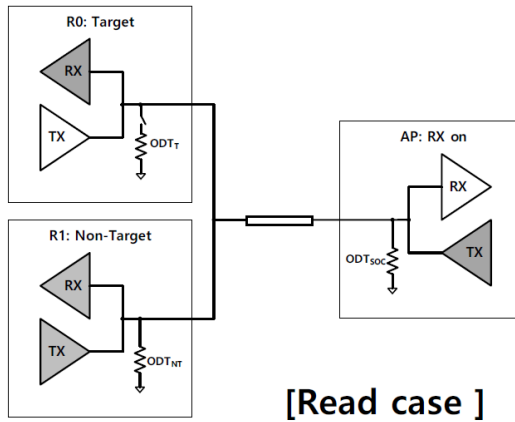 R0: Target
RX
TX
ODTT
R1: Non-Target
RX
TX
ODTNT
AP: RX on
RX
TX
ODTSOC
[Read case ]